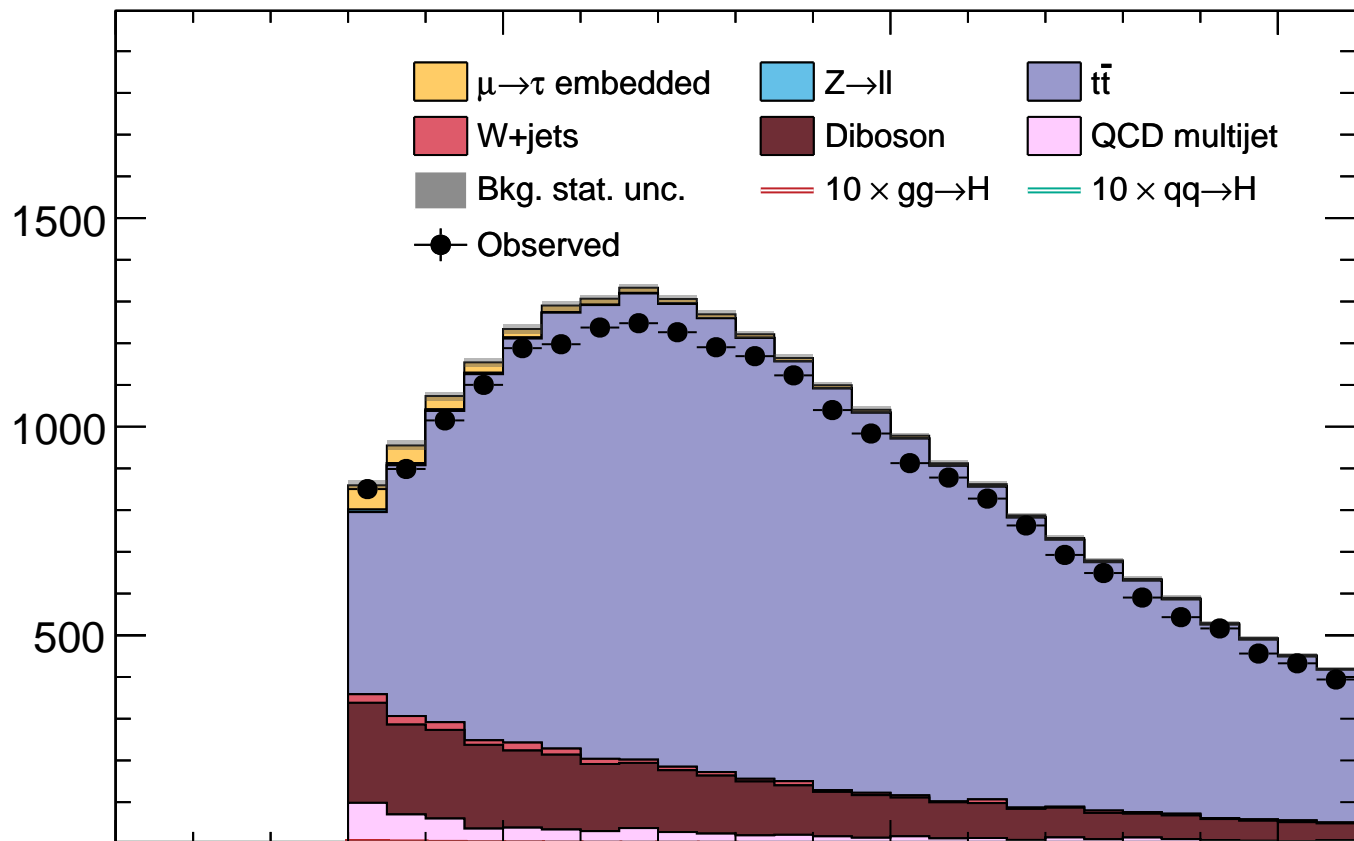 μ→τ embedded Z→ll tt̄
W+jets Diboson QCD multijet
Bkg. stat. unc. 10 × gg→H 10 × qq→H
Observed
1500
1000
500